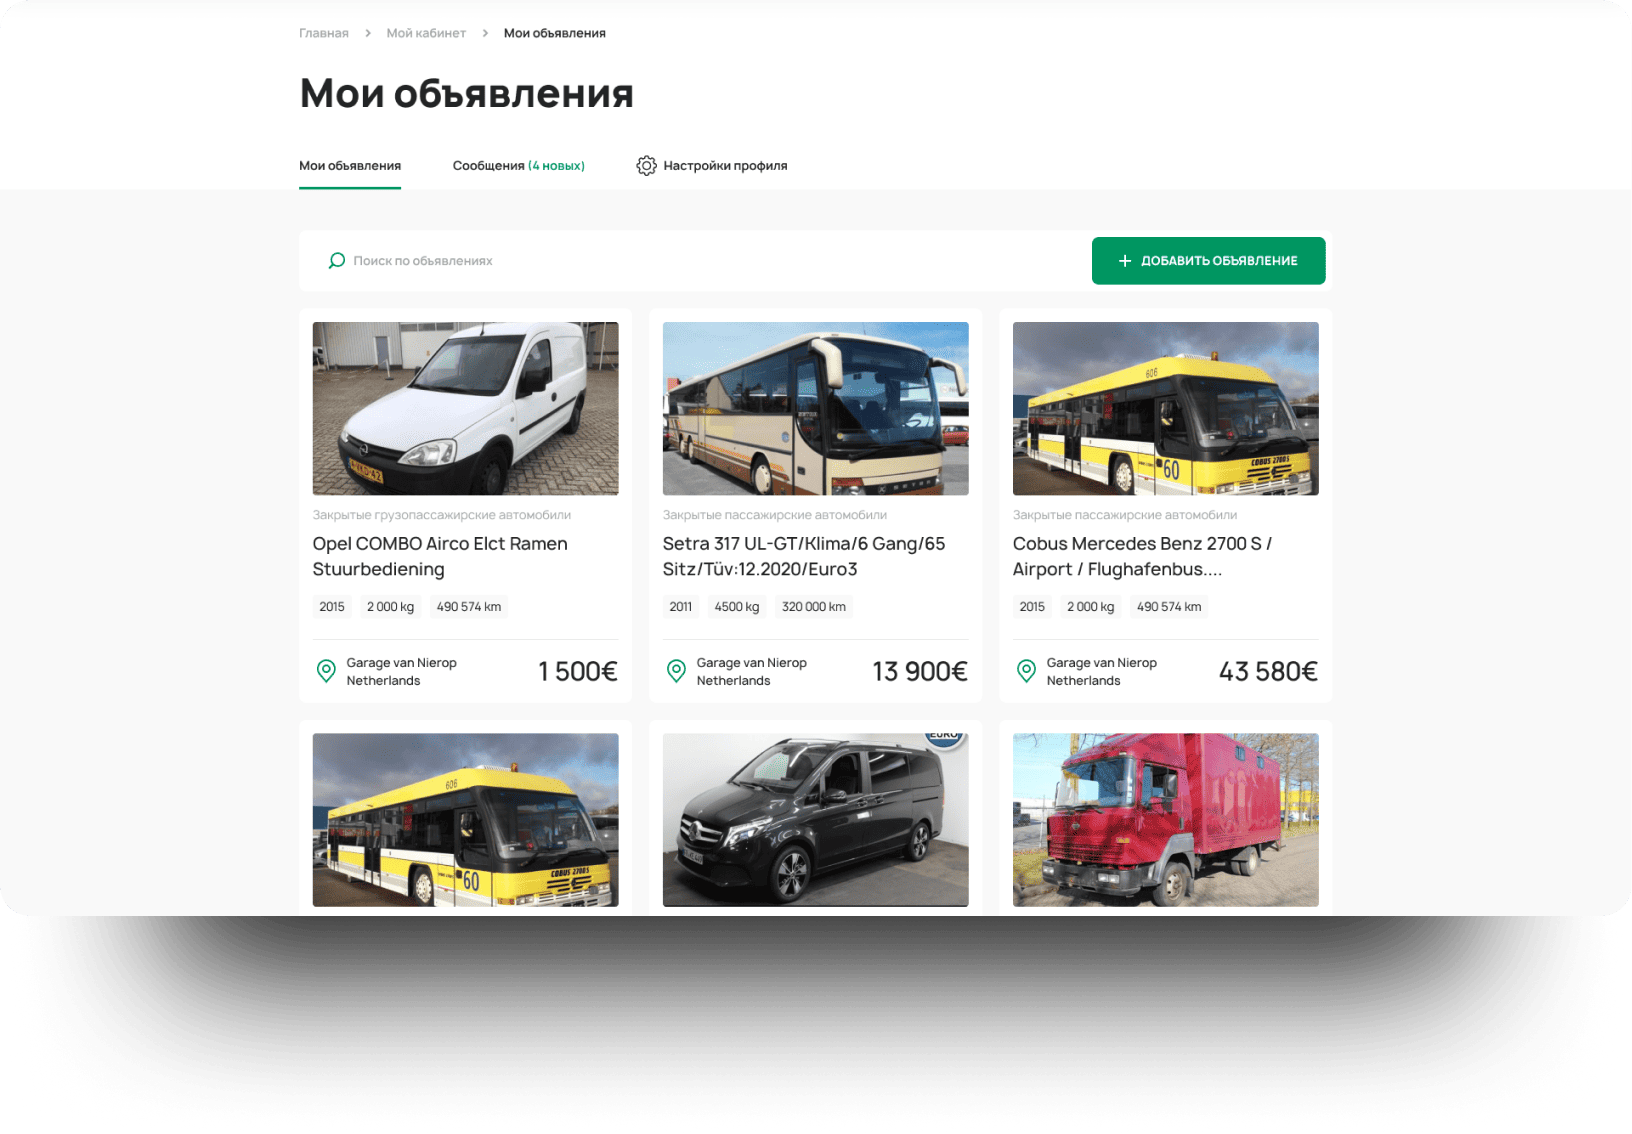 Главная > Мой кабинет > Мои объявления
Мои объявления
Мои объявления
Сообщения (4 новых)
Настройки профиля
Поиск по объявлениях
+ ДОБАВИТЬ ОБЪЯВЛЕНИЕ
SETRA
606
60
COBUS 2700S
Закрытые грузопассажирские автомобили
Opel COMBO Airco Elct Ramen
Stuurbediening
2015 2 000 kg 490 574 km
Garage van Nierop
Netherlands
1 500€
Закрытые пассажирские автомобили
Setra 317 UL-GT/Klima/6 Gang/65
Sitz/Tüv:12.2020/Euro3
2011 4500 kg 320 000 km
Garage van Nierop
Netherlands
13 900€
Закрытые пассажирские автомобили
Cobus Mercedes Benz 2700 S /
Airport / Flughafenbus....
2015 2 000 kg 490 574 km
Garage van Nierop
Netherlands
43 580€
606
60
COBUS 2700S
EURO